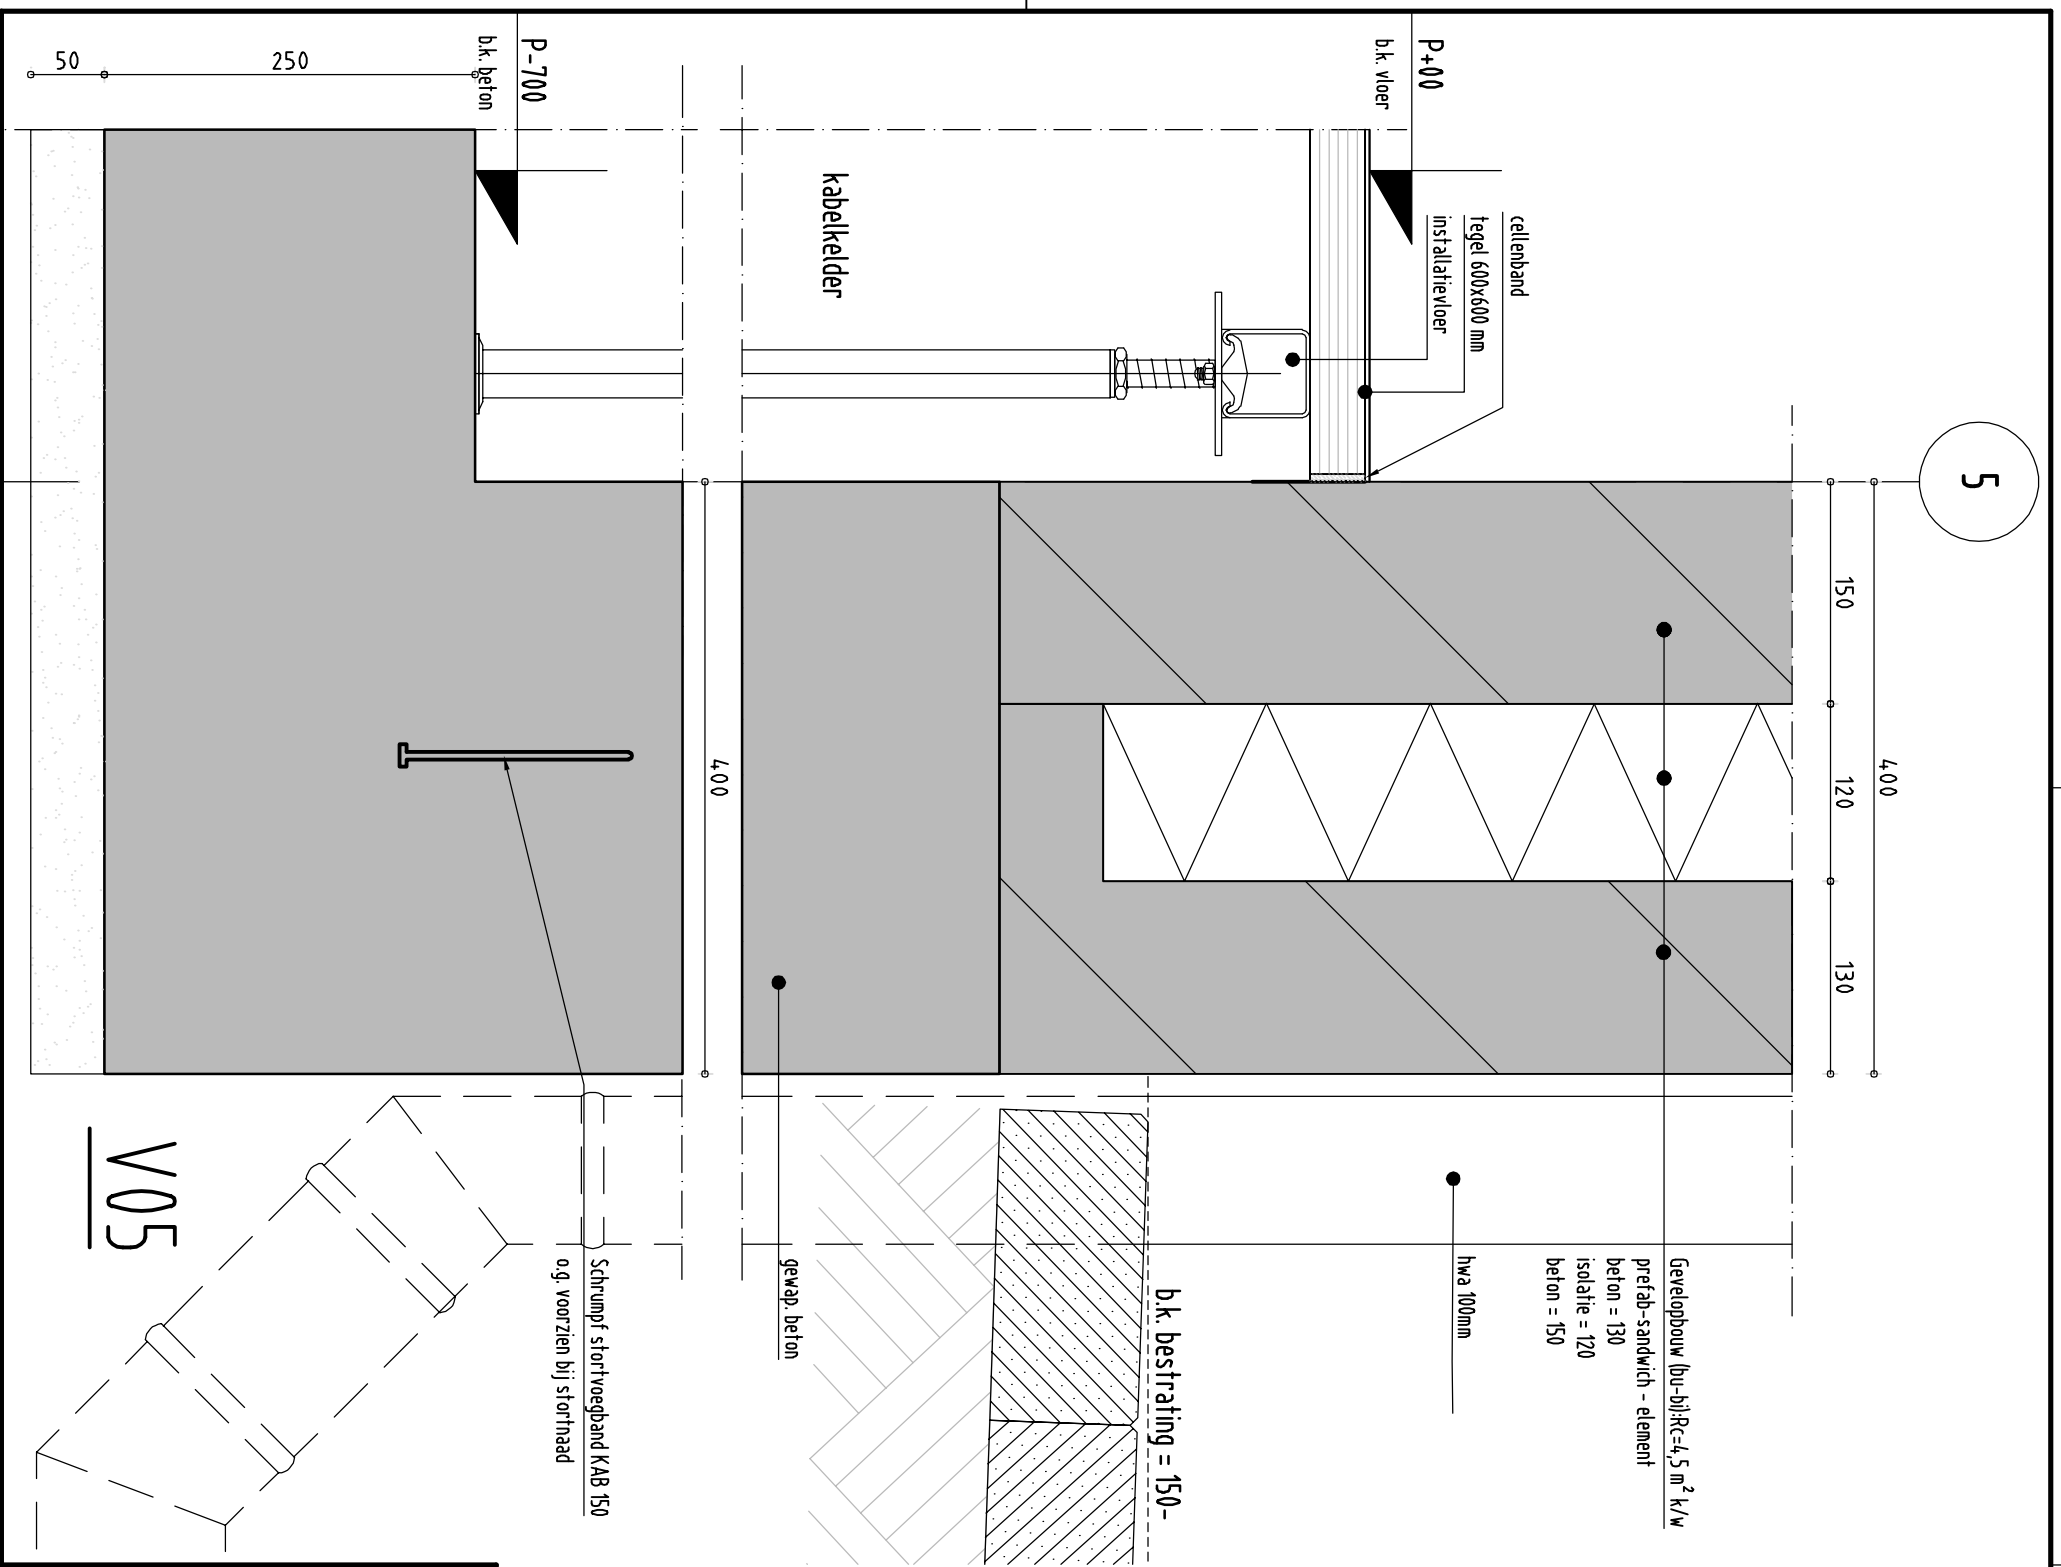 5
400
150
120
130
Gevelopbouw (bu-bi):Rc=4,5 m² k/w
prefab-sandwich - element
beton = 130
isolatie = 120
beton = 150
cellenband
tegel 600x600 mm
installatievloer
P+00
b.k. vloer
hwa 100mm
b.k. bestrating = 150-
kabelkelder
gewap. beton
400
Schrumpf stortvoegband KAB 150
o.g. voorzien bij stortnaad
P-700
b.k. beton
250
50
V05